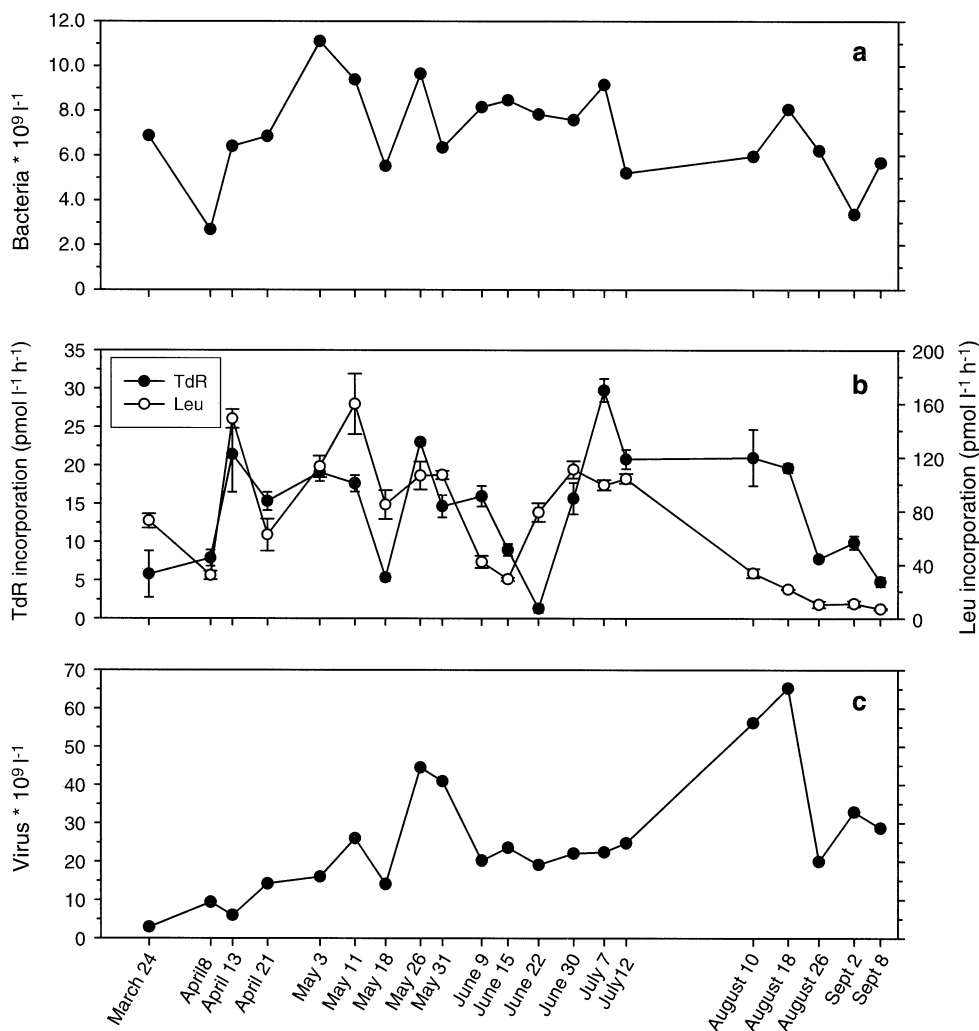 12.0
10.0
8.0
6.0
4.0
2.0
0
Bacteria * 10⁹ l⁻¹
a
35
30
25
20
15
10
5
0
TdR incorporation (pmol l⁻¹ h⁻¹)
TdR
Leu
b
200
160
120
80
40
0
Leu incorporation (pmol l⁻¹ h⁻¹)
70
60
50
40
30
20
10
0
Virus * 10⁹ l⁻¹
c
March 24
April8
April 13
April 21
May 3
May 11
May 18
May 26
May 31
June 9
June 15
June 22
June 30
July 7
July12
August 10
August 18
August 26
Sept 2
Sept 8